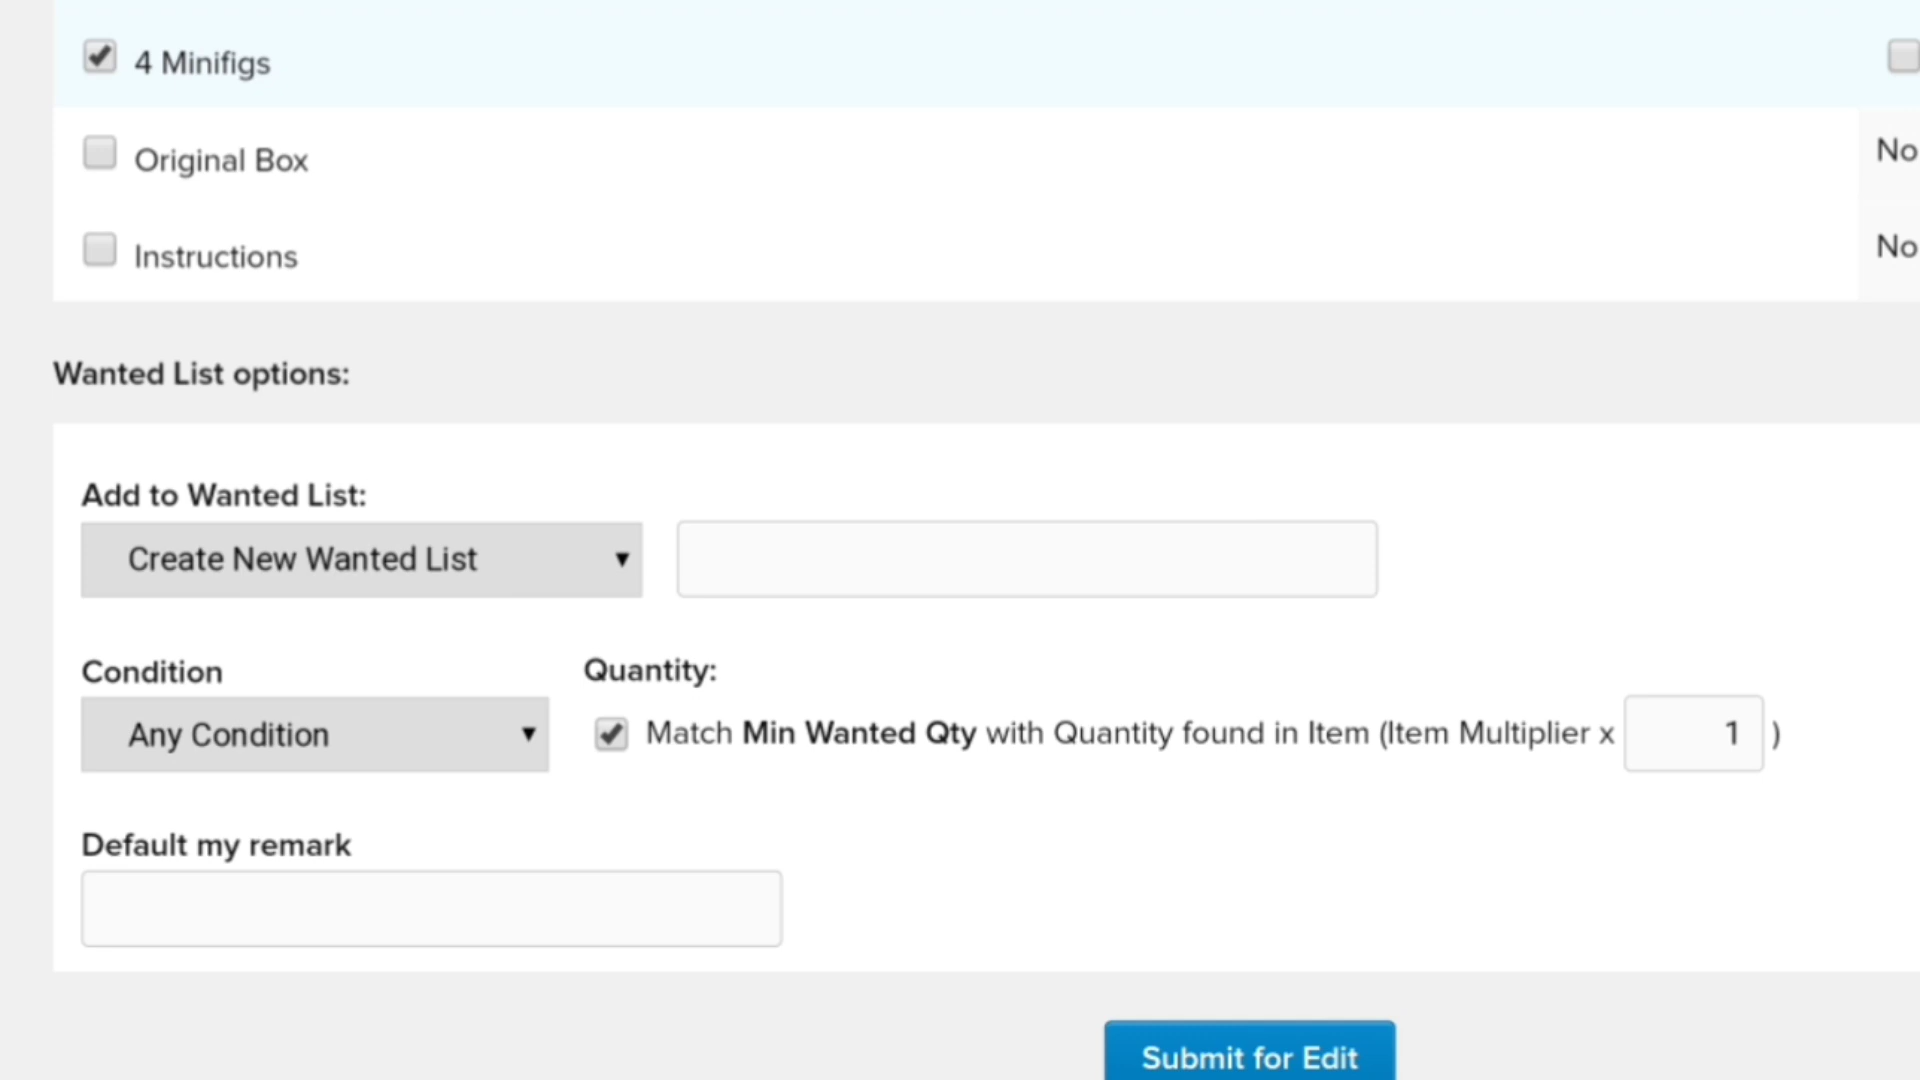 4 Minifigs
Original Box
No
Instructions
No
Wanted List options:
Add to Wanted List:
Create New Wanted List
Condition
Quantity:
Any Condition
Match Min Wanted Qty with Quantity found in Item (Item Multiplier x 1 )
Default my remark
Submit for Edit